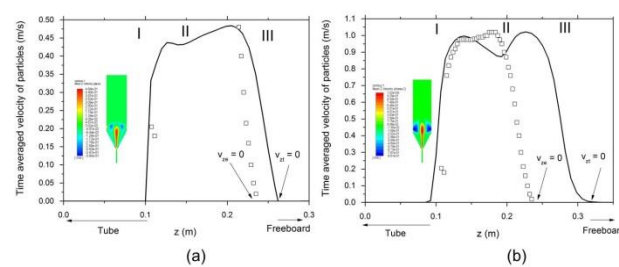 Time averaged velocity of particles (m/s)
0.50
0.45
0.40
0.35
0.30
0.25
0.20
0.15
0.10
0.05
0.00
I II III
vze = 0
vzt = 0
0.0 0.1 0.2 0.3
Tube z (m) Freeboard
(a)
Time averaged velocity of particles (m/s)
1.1
1.0
0.9
0.8
0.7
0.6
0.5
0.4
0.3
0.2
0.1
0.0
I II III
vze = 0
vzt = 0
0.0 0.1 0.2 0.3
Tube z (m) Freeboard
(b)